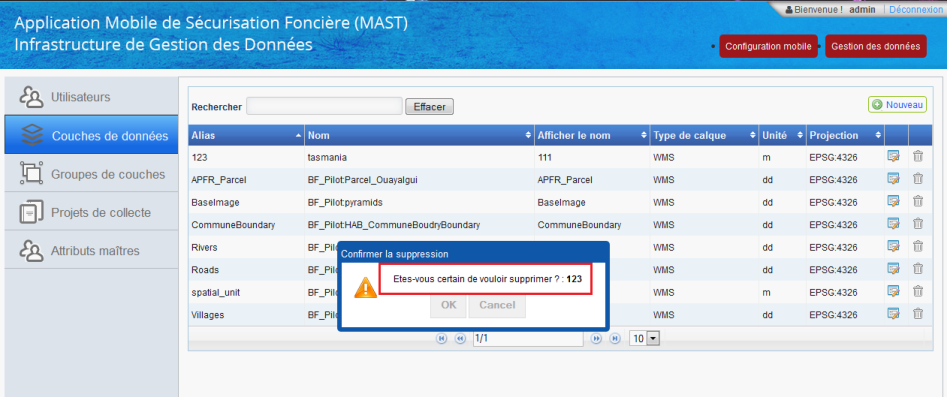 Bienvenue ! admin Déconnexion
Application Mobile de Sécurisation Foncière (MAST)
Infrastructure de Gestion des Données
Configuration mobile Gestion des données
Utilisateurs
Couches de données
Groupes de couches
Projets de collecte
Attributs maîtres
Rechercher Effacer Nouveau
Alias Nom Afficher le nom Type de calque Unité Projection
123 tasmania 111 WMS m EPSG:4326
APFR_Parcel BF_Pilot:Parcel_Ouayalgui APFR_Parcel WMS dd EPSG:4326
BaseImage BF_Pilot:pyramids BaseImage WMS dd EPSG:4326
CommuneBoundary BF_Pilot:HAB_CommuneBoudryBoundary CommuneBoundary WMS dd EPSG:4326
Rivers BF_Pil WMS dd EPSG:4326
Roads BF_Pil WMS dd EPSG:4326
spatial_unit BF_Pil WMS m EPSG:4326
Villages BF_Pil WMS dd EPSG:4326
Confirmer la suppression
Etes-vous certain de vouloir supprimer ? : 123
OK Cancel
1/1 10